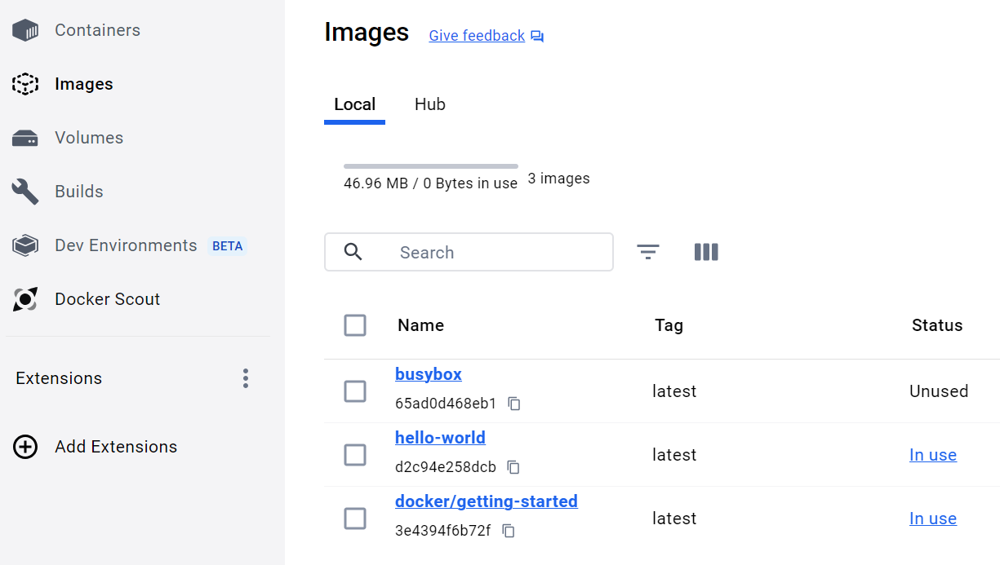 Containers
Images
Volumes
Builds
Dev Environments BETA
Docker Scout
Extensions
Add Extensions
Images Give feedback
Local Hub
46.96 MB / 0 Bytes in use 3 images
Search
Name Tag Status
busybox
65ad0d468eb1
latest Unused
hello-world
d2c94e258dcb
latest In use
docker/getting-started
3e4394f6b72f
latest In use